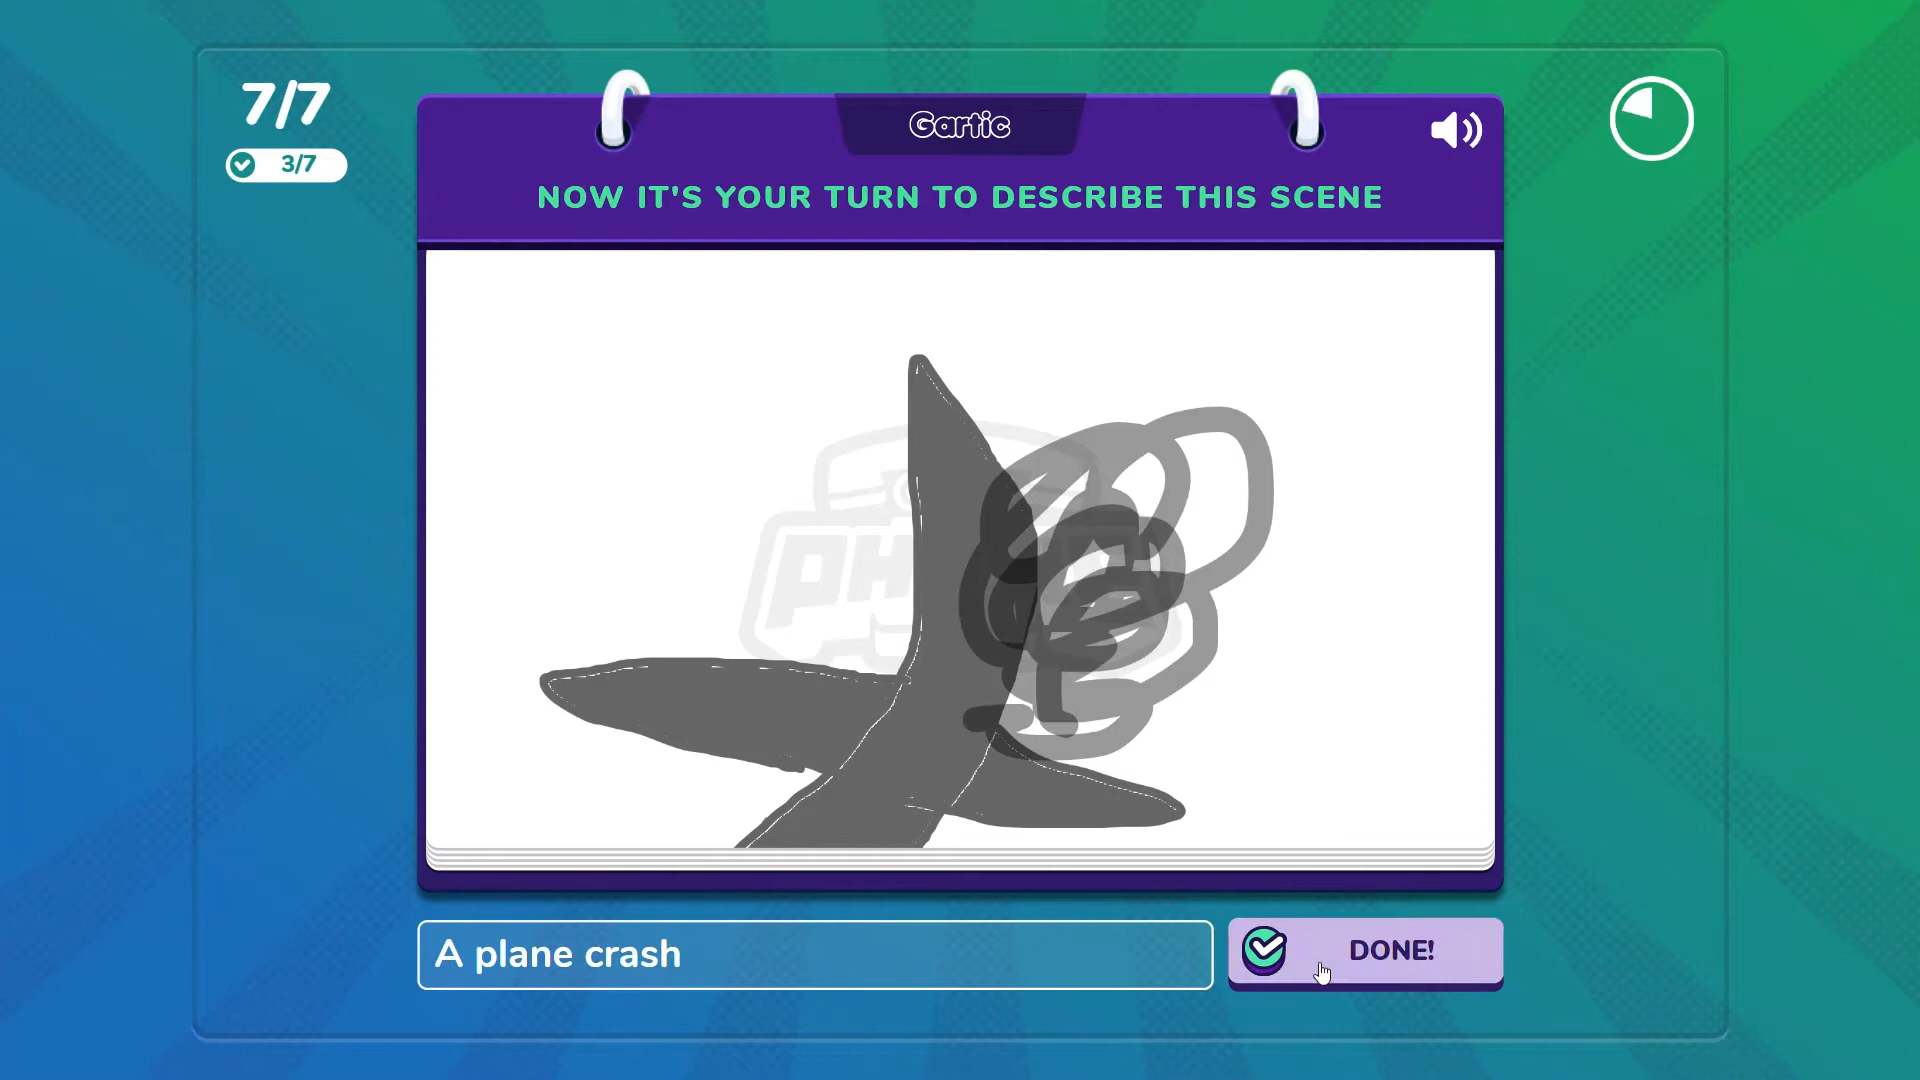 7/7
3/7
Gartic
NOW IT'S YOUR TURN TO DESCRIBE THIS SCENE
A plane crash
DONE!